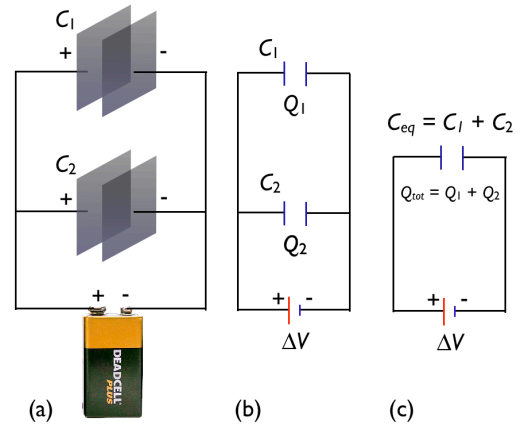 C1
+ -
C2
+ -
+ -
DEADCELL
PLUS
(a)
C1
Q1
C2
Q2
+ -
ΔV
(b)
Ceq = C1 + C2
Qtot = Q1 + Q2
+ -
ΔV
(c)